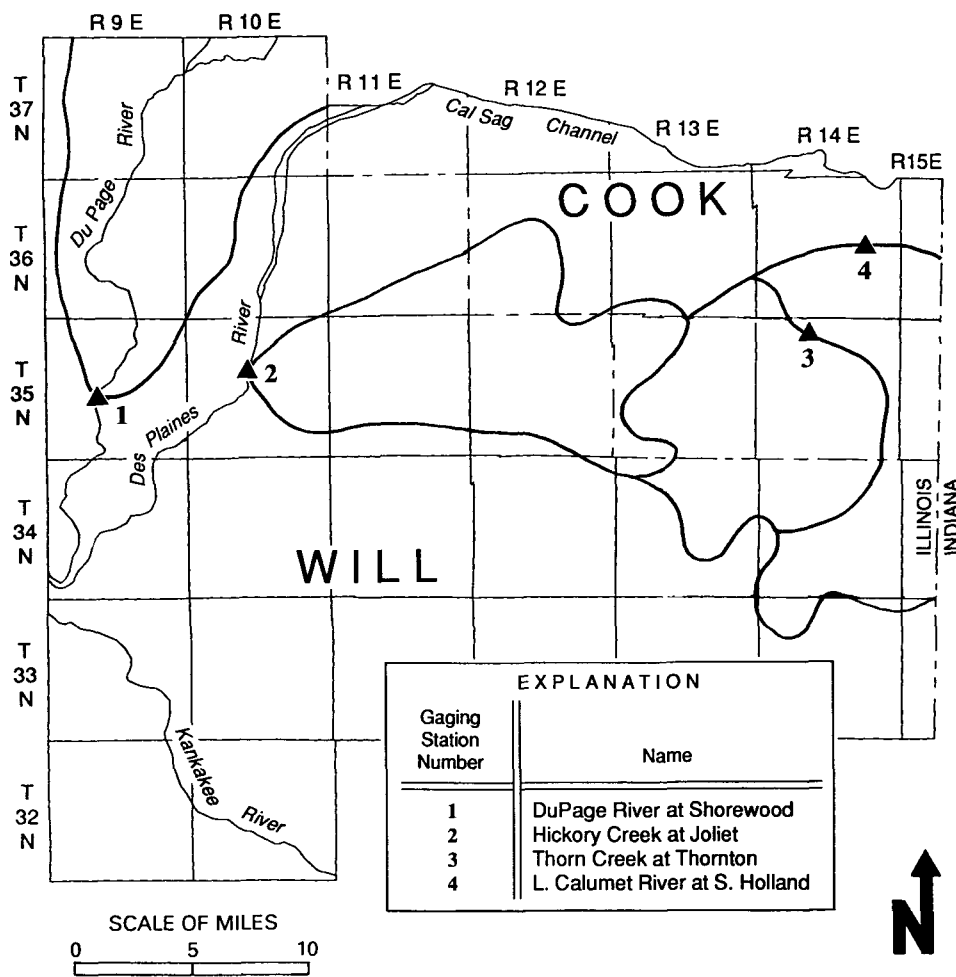 R 9 E
R 10 E
R 11 E
R 12 E
R 13 E
R 14 E
R15E
T
37
N
Du Page River
Cal Sag Channel
COOK
T
36
N
4
3
River
2
T
35
N
1
Des Plaines
T
34
N
ILLINOIS
INDIANA
WILL
T
33
N
Kankakee River
T
32
N
EXPLANATION
Gaging
Station
Number
Name
1 DuPage River at Shorewood
2 Hickory Creek at Joliet
3 Thorn Creek at Thornton
4 L. Calumet River at S. Holland
SCALE OF MILES
0 5 10
N